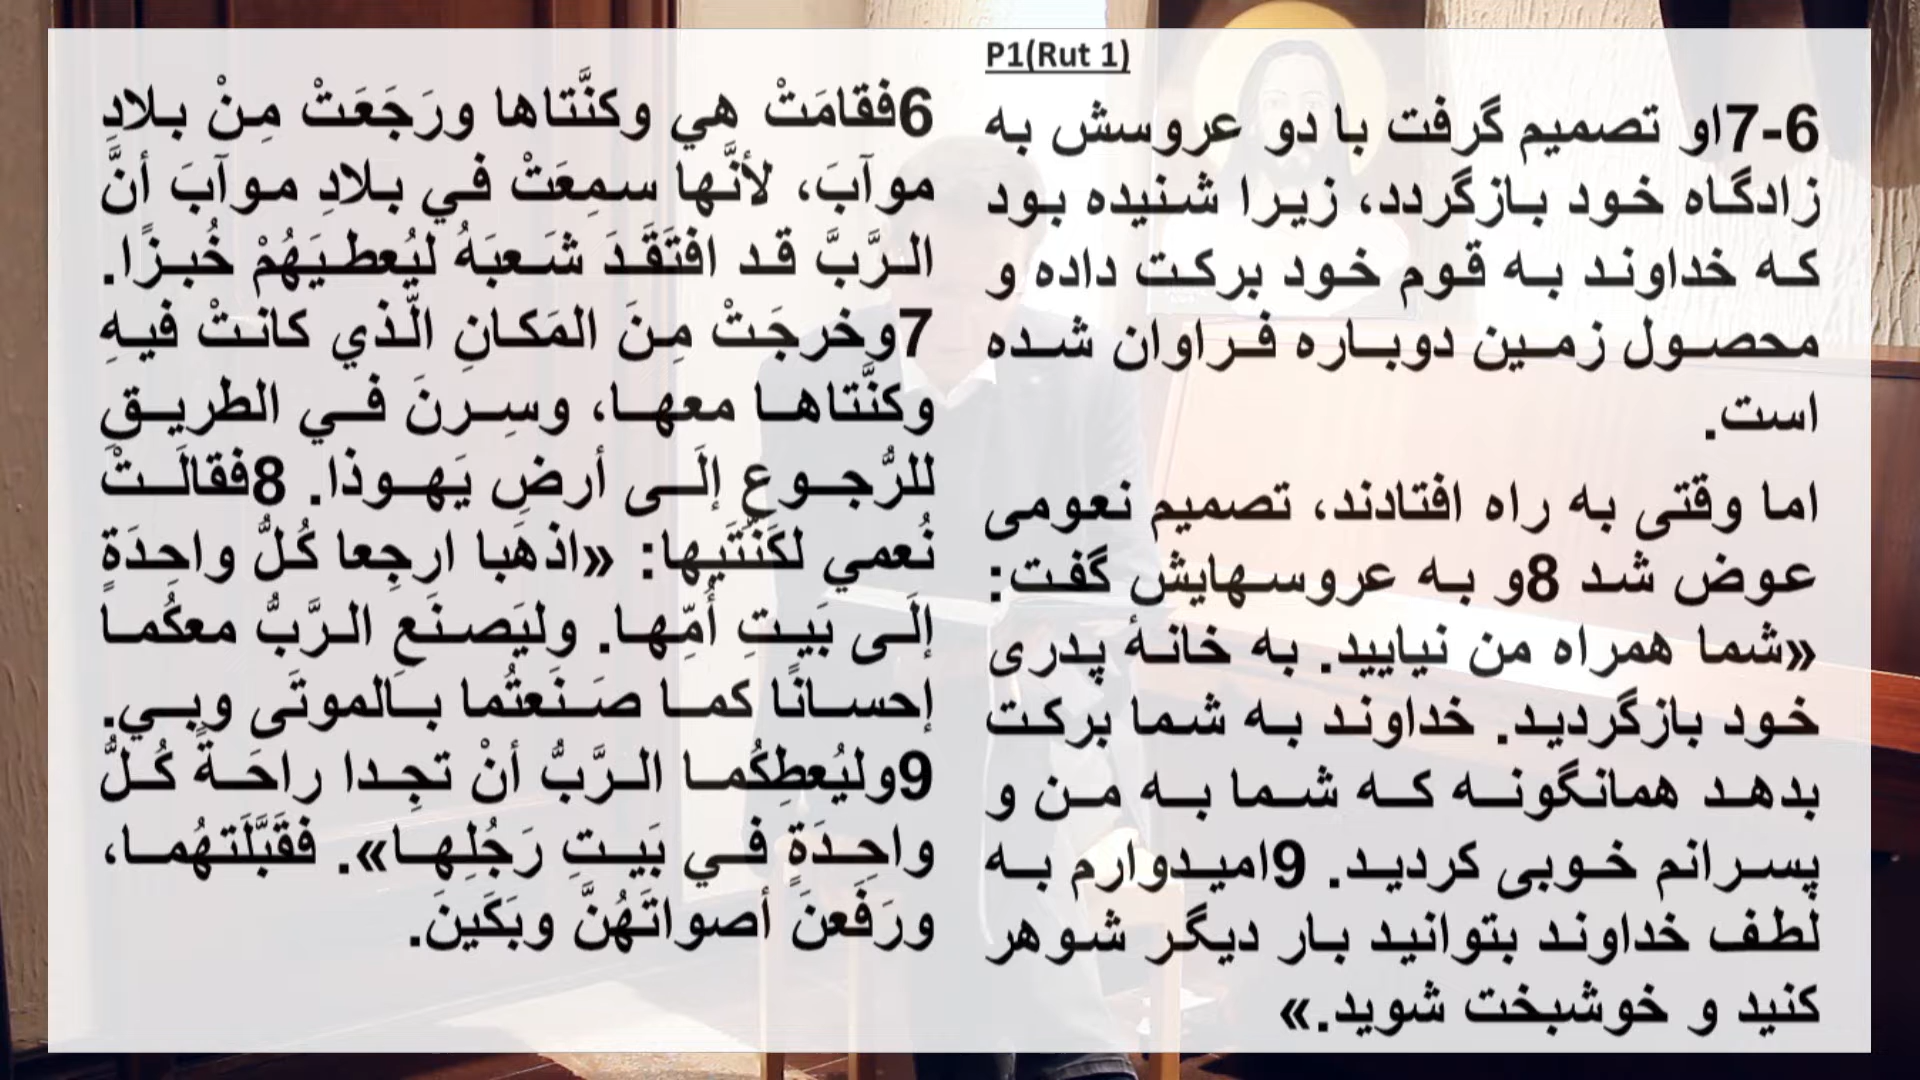 P1(Rut 1)
6-7او تصمیم گرفت با دو عروسش به
زادگاه خود بازگردد، زیرا شنیده بود
که خداوند به قوم خود برکت داده و
محصول زمین دوباره فراوان شده
است.
اما وقتی به راه افتادند، تصمیم نعومی
عوض شد 8و به عروسهایش گفت:
«شما همراه من نیایید. به خانهٔ پدری
خود بازگردید. خداوند به شما برکت
بدهد همانگونه که شما به من و
پسرانم خوبی کردید. 9امیدوارم به
لطف خداوند بتوانید بار دیگر شوهر
کنید و خوشبخت شوید.»
6فقامَتْ هي وكنَّتاها ورَجَعَتْ مِنْ بلادِ
موآبَ، لأنَّها سمِعَتْ في بلادِ موآبَ أنَّ
الرَّبَّ قد افتَقَدَ شَعبَهُ ليُعطيَهُمْ خُبزًا.
7وخرجَتْ مِنَ المَكانِ الّذي كانتْ فيهِ
وكنَّتاها معها، وسِرنَ في الطريقِ
للرُّجوعِ إلَى أرضِ يَهوذا. 8فقالَتْ
نُعمي لكَنَّتَيها: «اذهَبا ارجِعا كُلُّ واحِدَةٍ
إلَى بَيتِ أُمِّها. وليَصنَعِ الرَّبُّ معكُما
إحسانًا كما صَنَعتُما بالموتَى وبي.
9وليُعطِكُما الرَّبُّ أنْ تجِدا راحَةً كُلُّ
واحِدَةٍ في بَيتِ رَجُلِها». فقَبَّلَتهُما،
ورَفَعنَ أصواتَهُنَّ وبَكَينَ.